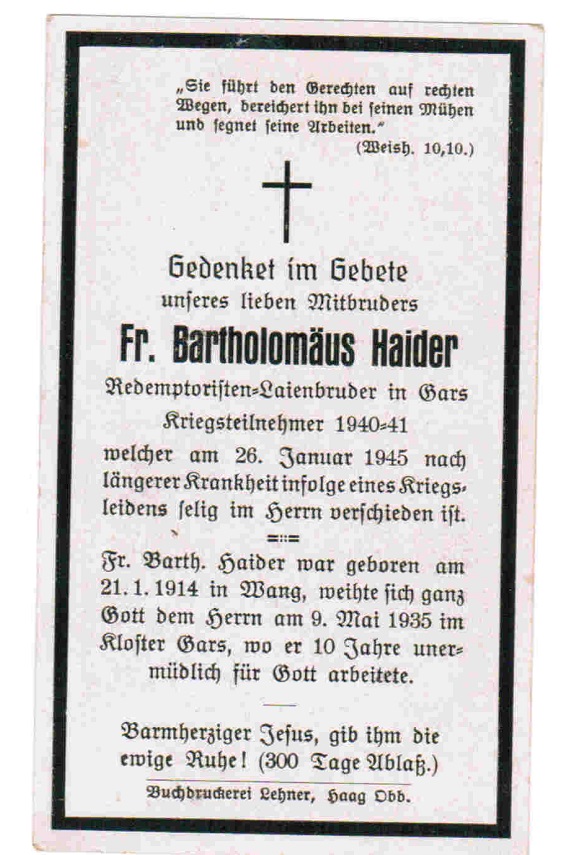 „Sie führt den Gerechten auf rechten
Wegen, bereichert ihn bei seinen Mühen
und segnet seine Arbeiten."
(Weish. 10,10.)
Gedenket im Gebete
unseres lieben Mitbruders
Fr. Bartholomäus Haider
Redemptoristen-Laienbruder in Gars
Kriegsteilnehmer 1940-41
welcher am 26. Januar 1945 nach
längerer Krankheit infolge eines Kriegs-
leidens selig im Herrn verschieden ist.
Fr. Barth. Haider war geboren am
21. 1. 1914 in Wang, weihte sich ganz
Gott dem Herrn am 9. Mai 1935 im
Kloster Gars, wo er 10 Jahre uner-
müdlich für Gott arbeitete.
Barmherziger Jesus, gib ihm die
ewige Ruhe! (300 Tage Ablaß.)
Buchdruckerei Lehner, Haag Obb.